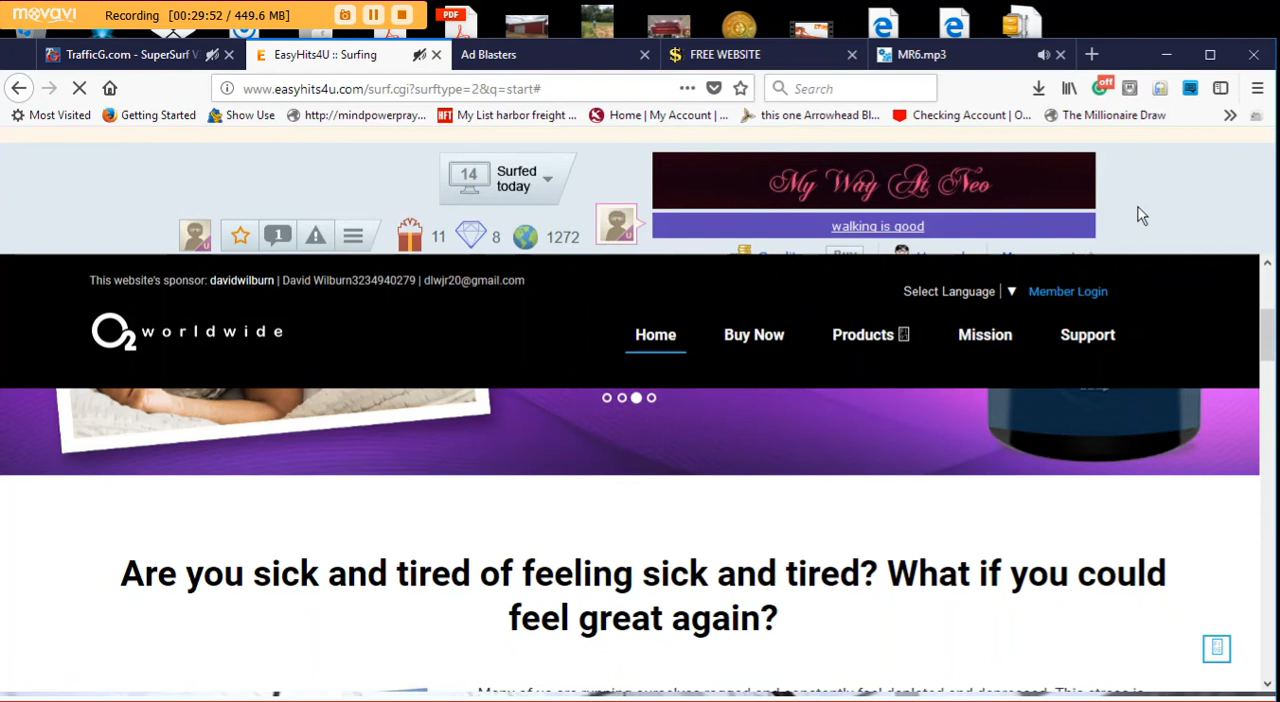 movavi
Recording [00:29:52 / 449.6 MB]
PDF
TrafficG.com - SuperSurf V
EasyHits4U :: Surfing
Ad Blasters
FREE WEBSITE
MR6.mp3
www.easyhits4u.com/surf.cgi?surftype=2&q=start#
Search
off
Most Visited
Getting Started
Show Use
http://mindpowerpray...
My List harbor freight ...
Home | My Account | ...
this one Arrowhead Bl...
Checking Account | O...
The Millionaire Draw
14
Surfed today
My Way At Neo
walking is good
1
11
8
1272
This website's sponsor: davidwilburn | David Wilburn3234940279 | dlwjr20@gmail.com
Select Language | ▼
Member Login
O2 worldwide
Home
Buy Now
Products
Mission
Support
Are you sick and tired of feeling sick and tired? What if you could
feel great again?